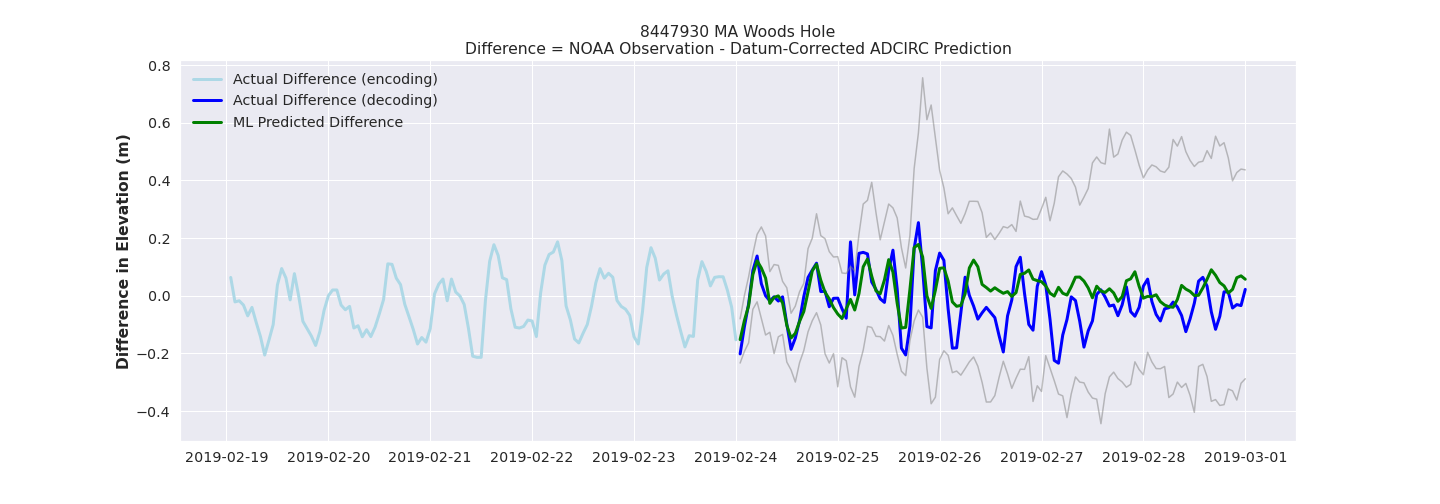 8447930 MA Woods Hole
Difference = NOAA Observation - Datum-Corrected ADCIRC Prediction
Difference in Elevation (m)
0.8
0.6
0.4
0.2
0.0
−0.2
−0.4
Actual Difference (encoding)
Actual Difference (decoding)
ML Predicted Difference
2019-02-19 2019-02-20 2019-02-21 2019-02-22 2019-02-23 2019-02-24 2019-02-25 2019-02-26 2019-02-27 2019-02-28 2019-03-01